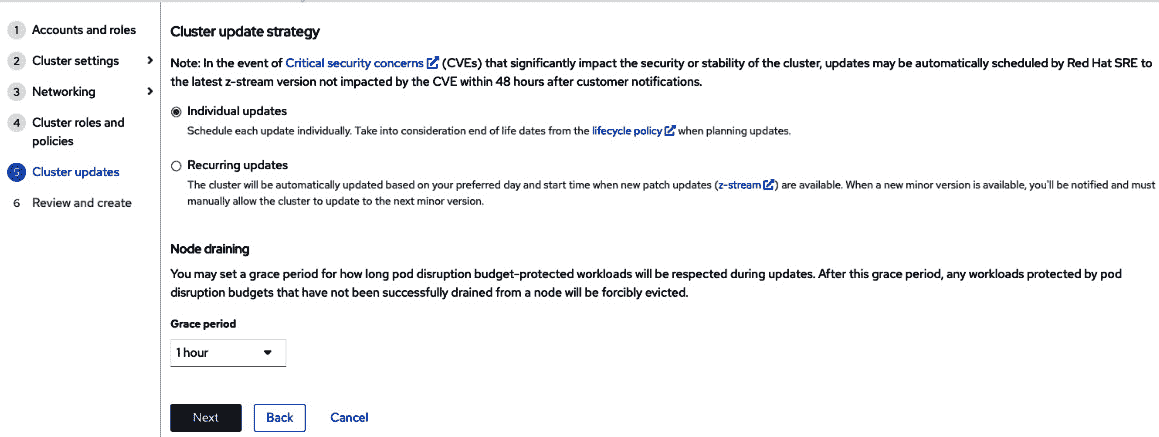 1 Accounts and roles
2 Cluster settings
3 Networking
4 Cluster roles and
policies
5 Cluster updates
6 Review and create
Cluster update strategy
Note: In the event of Critical security concerns (CVEs) that significantly impact the security or stability of the cluster, updates may be automatically scheduled by Red Hat SRE to
the latest z-stream version not impacted by the CVE within 48 hours after customer notifications.
Individual updates
Schedule each update individually. Take into consideration end of life dates from the lifecycle policy when planning updates.
Recurring updates
The cluster will be automatically updated based on your preferred day and start time when new patch updates (z-stream) are available. When a new minor version is available, you'll be notified and must
manually allow the cluster to update to the next minor version.
Node draining
You may set a grace period for how long pod disruption budget-protected workloads will be respected during updates. After this grace period, any workloads protected by pod
disruption budgets that have not been successfully drained from a node will be forcibly evicted.
Grace period
1 hour
Next Back Cancel